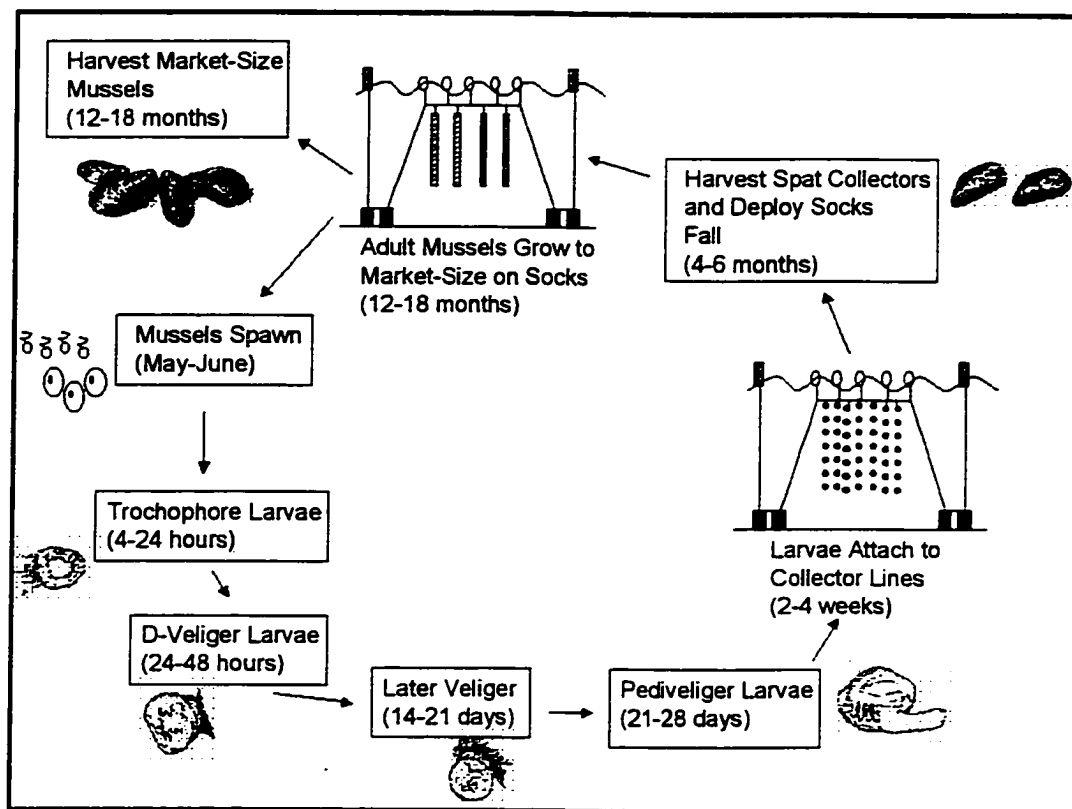 Harvest Market-Size
Mussels
(12-18 months)
Adult Mussels Grow to
Market-Size on Socks
(12-18 months)
Harvest Spat Collectors
and Deploy Socks
Fall
(4-6 months)
Mussels Spawn
(May-June)
Trochophore Larvae
(4-24 hours)
D-Veliger Larvae
(24-48 hours)
Later Veliger
(14-21 days)
Pediveliger Larvae
(21-28 days)
Larvae Attach to
Collector Lines
(2-4 weeks)